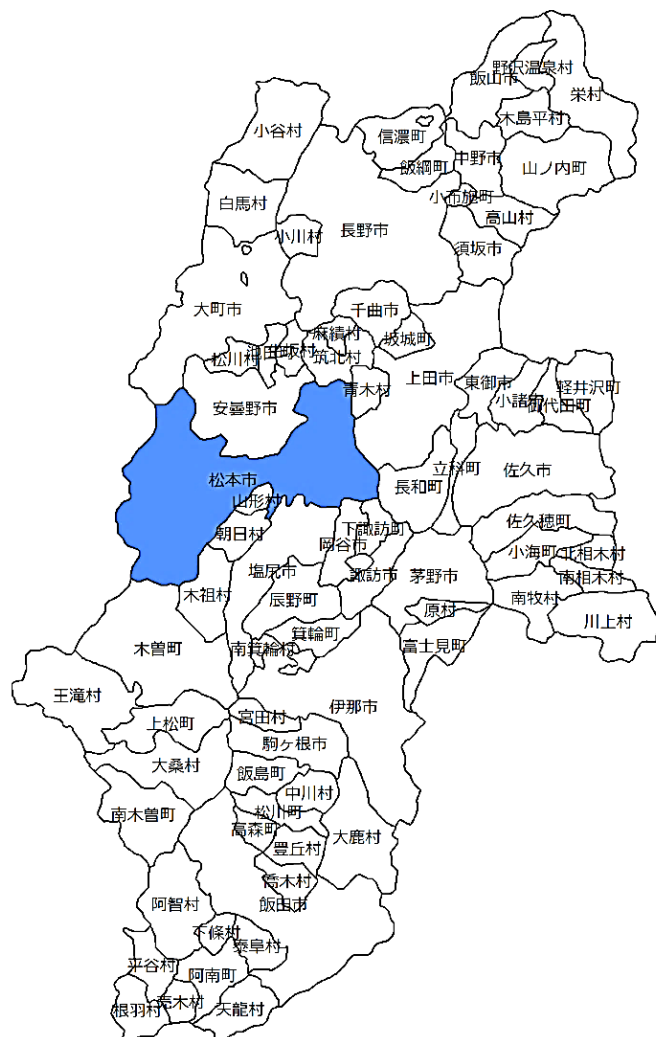 野沢温泉村
飯山市
栄村
木島平村
小谷村
信濃町
中野市
飯綱町
山ノ内町
白馬村
小布施町
高山村
小川村
長野市
須坂市
大町市
千曲市
麻績村
坂城町
池田町
生坂村
松川村
筑北村
上田市
青木村
東御市
軽井沢町
小諸市
御代田町
安曇野市
松本市
立科町
佐久市
長和町
山形村
朝日村
下諏訪町
岡谷市
佐久穂町
小海町
北相木村
塩尻市
諏訪市
茅野市
南相木村
木祖村
辰野町
原村
南牧村
川上村
箕輪町
南箕輪村
富士見町
木曽町
王滝村
伊那市
宮田村
上松町
駒ヶ根市
大桑村
飯島町
中川村
南木曽町
松川町
高森町
大鹿村
豊丘村
喬木村
飯田市
阿智村
下條村
泰阜村
平谷村
阿南町
根羽村
売木村
天龍村